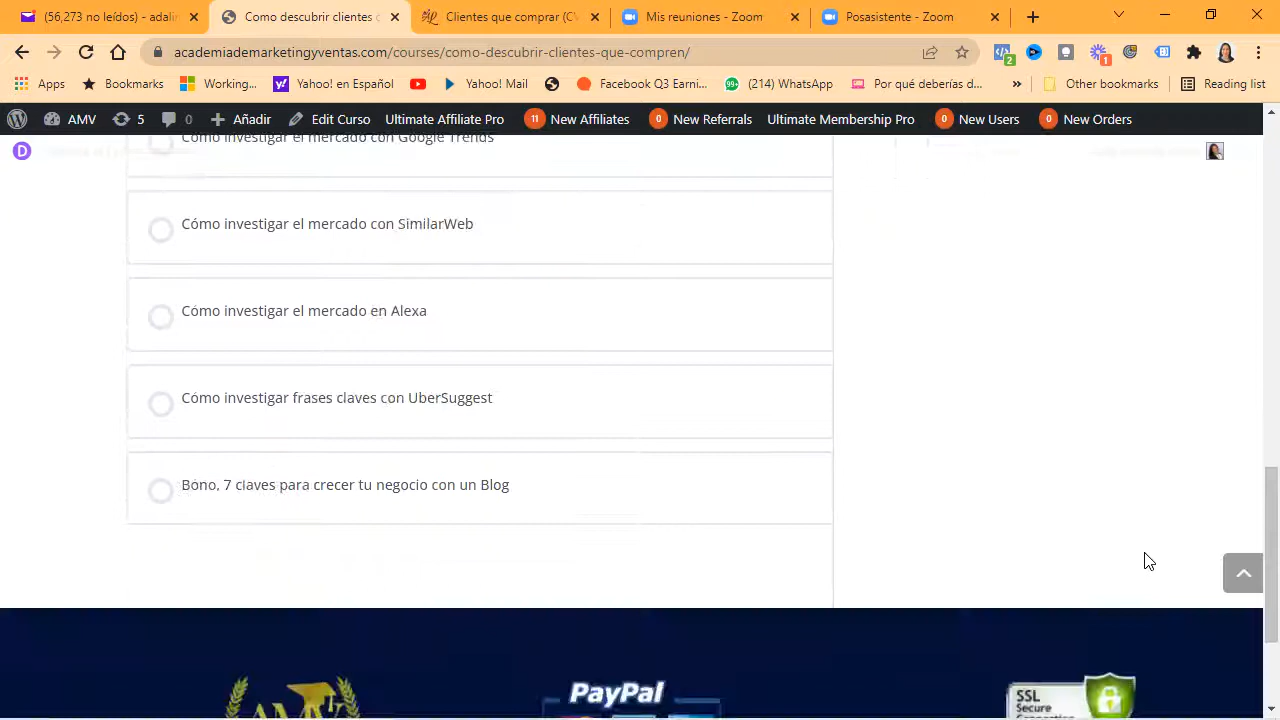 (56,273 no leídos) - adali
Como descubrir clientes
Clientes que comprar (C
Mis reuniones - Zoom
Posasistente - Zoom
academiademarketingyventas.com/courses/como-descubrir-clientes-que-compren/
2
1
Apps
Bookmarks
Working...
Yahoo! en Español
Yahoo! Mail
Facebook Q3 Earni...
99+
(214) WhatsApp
Por qué deberías d...
»
Other bookmarks
Reading list
AMV
5
0
+ Añadir
Edit Curso
Ultimate Affiliate Pro
11 New Affiliates
0 New Referrals
Ultimate Membership Pro
0 New Users
0 New Orders
D
Cómo investigar el mercado con Google Trends
Cómo investigar el mercado con SimilarWeb
Cómo investigar el mercado en Alexa
Cómo investigar frases claves con UberSuggest
Bono, 7 claves para crecer tu negocio con un Blog
PayPal
SSL
Secure